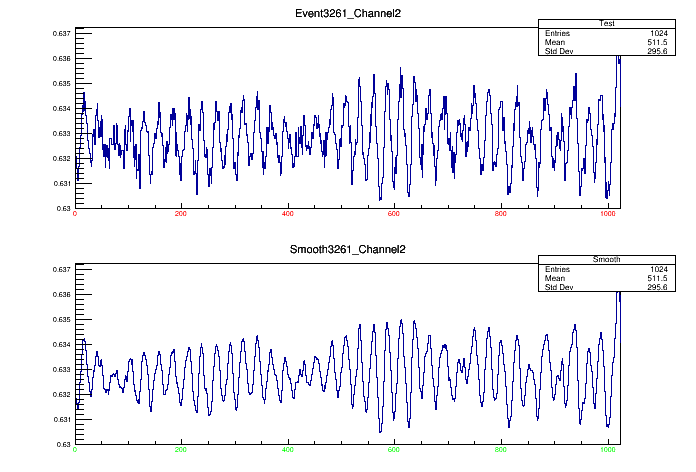 Event3261_Channel2
Test
Entries 1024
Mean 511.5
Std Dev 295.6
0.637
0.636
0.635
0.634
0.633
0.632
0.631
0.63
0 200 400 600 800 1000
Smooth3261_Channel2
Smooth
Entries 1024
Mean 511.5
Std Dev 295.6
0.637
0.636
0.635
0.634
0.633
0.632
0.631
0.63
0 200 400 600 800 1000